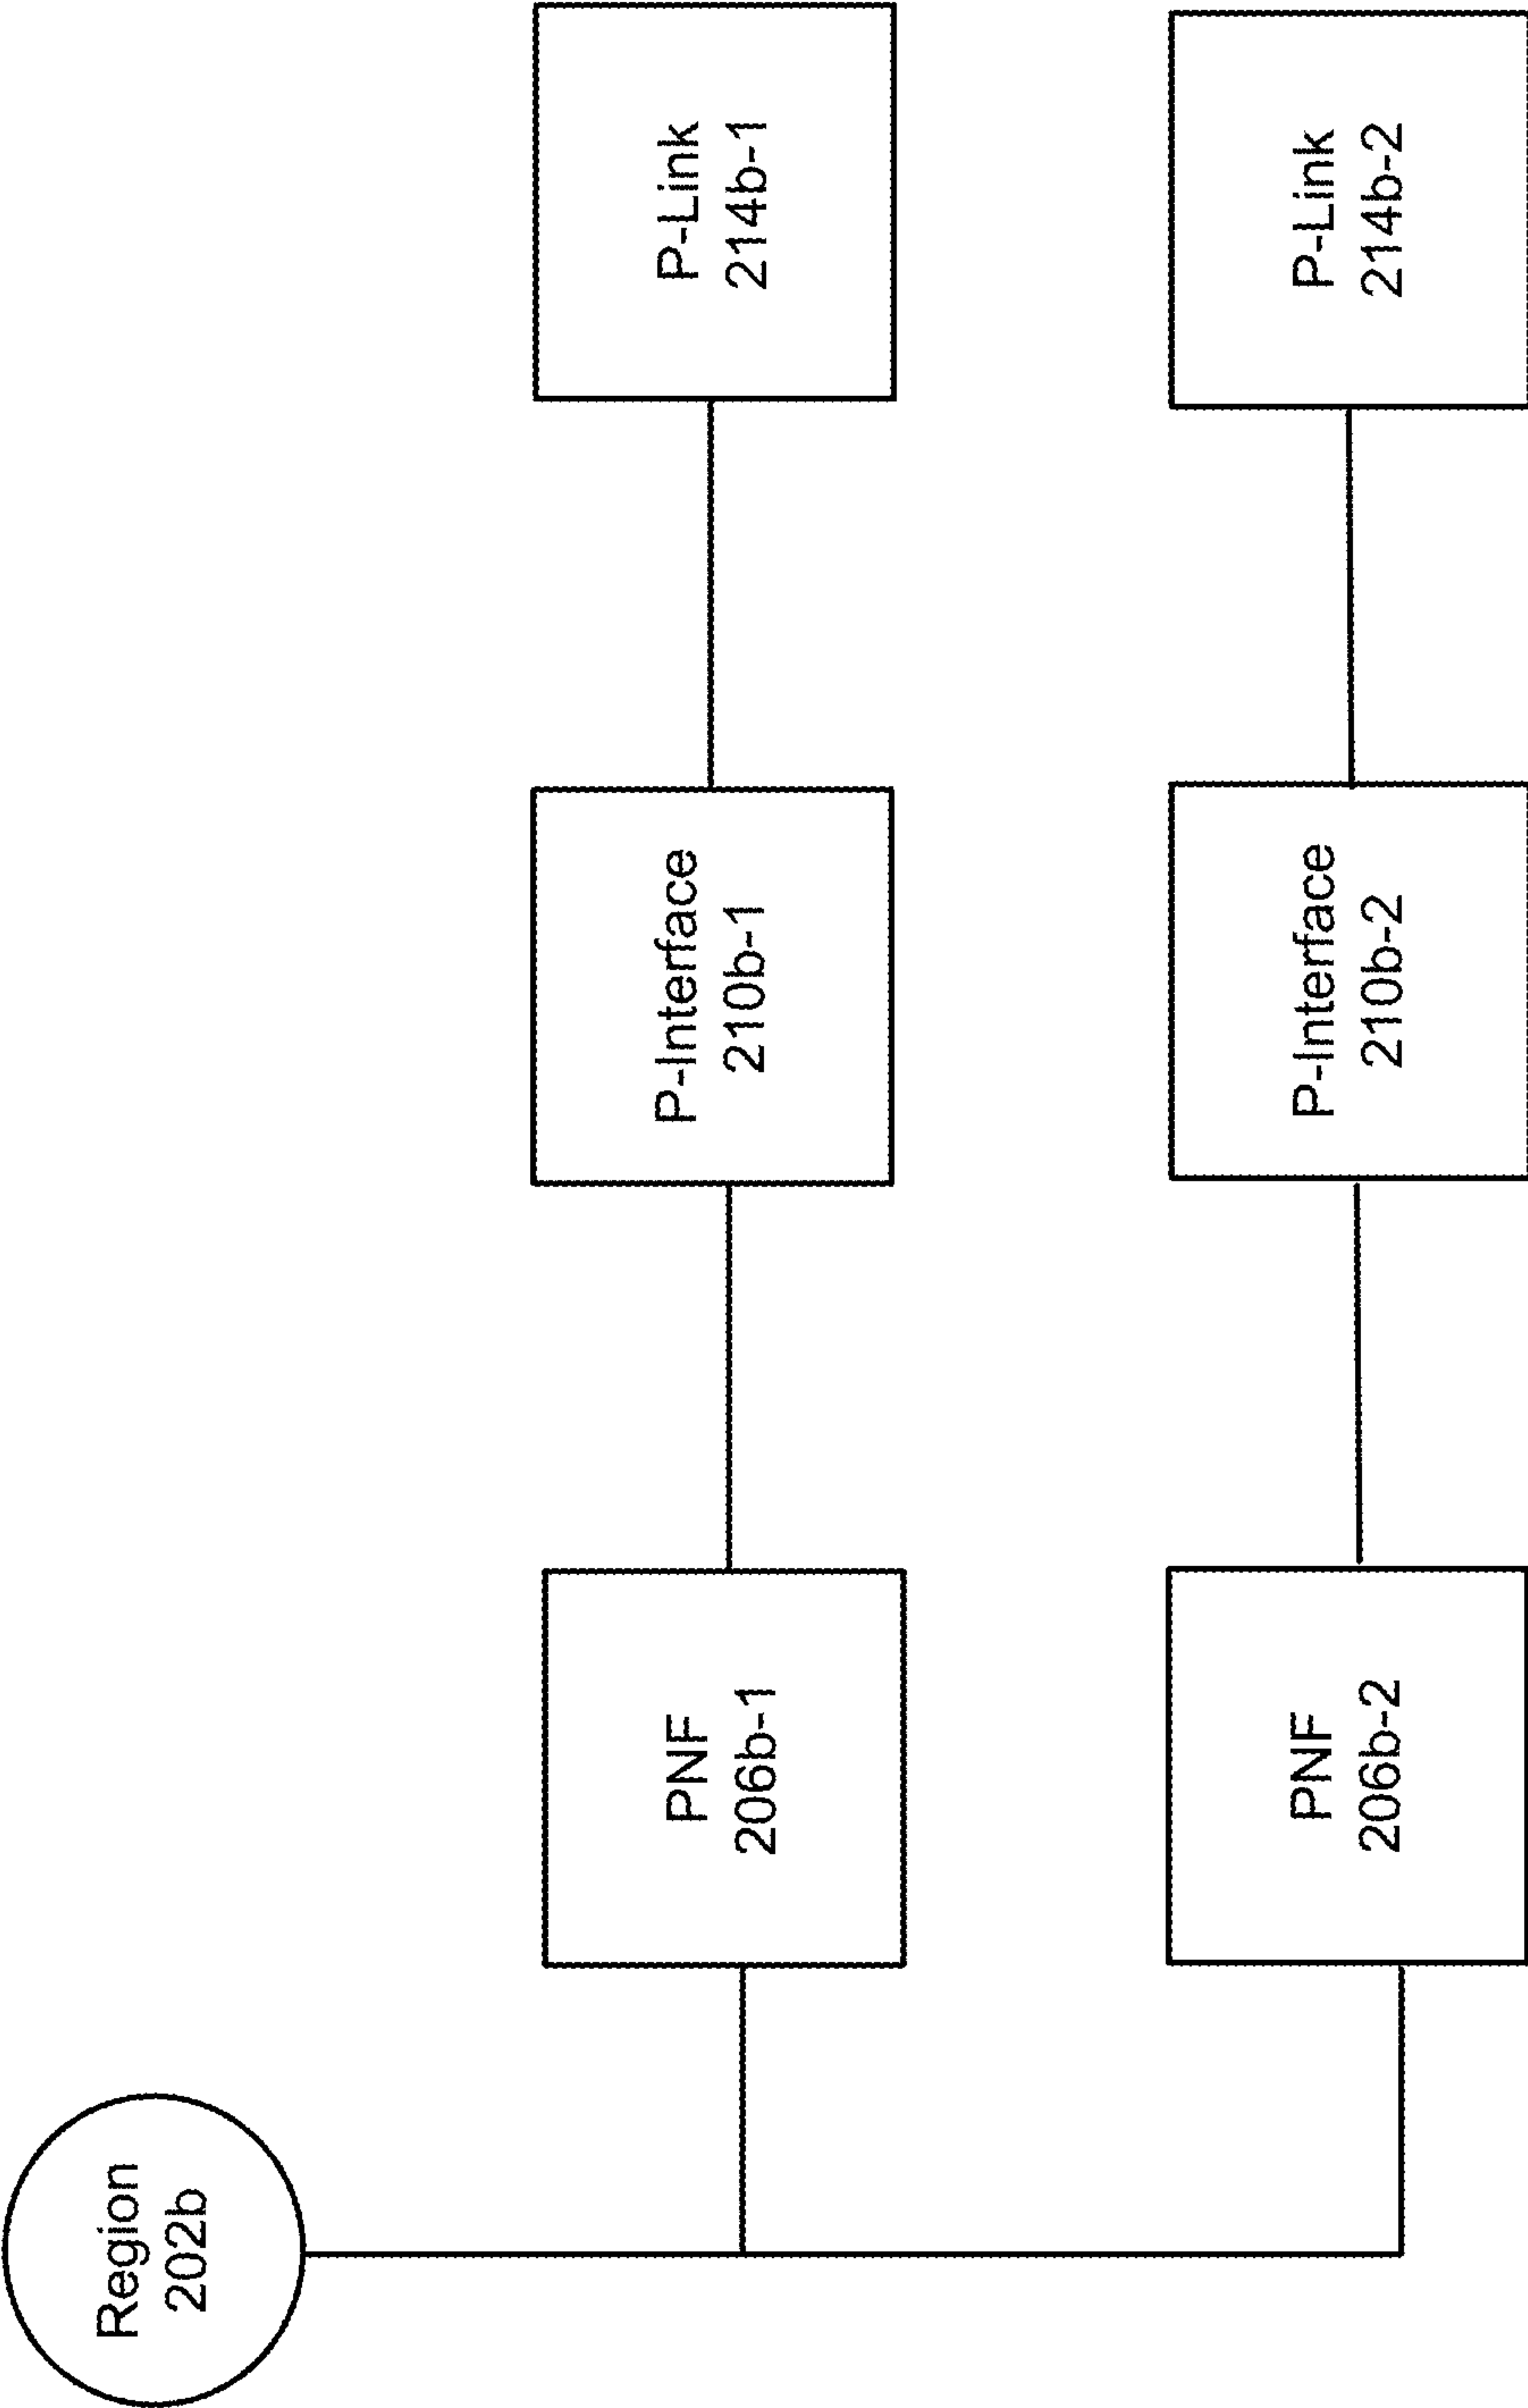 Region
202b
PNF
206b-1
P-Interface
210b-1
P-Link
214b-1
PNF
206b-2
P-Interface
210b-2
P-Link
214b-2